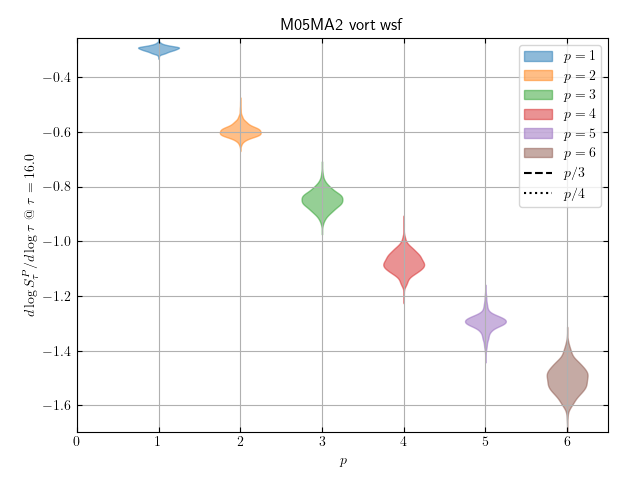 M05MA2 vort wsf
d log S_τ^P / d log τ @ τ = 16.0
−0.4
−0.6
−0.8
−1.0
−1.2
−1.4
−1.6
p = 1
p = 2
p = 3
p = 4
p = 5
p = 6
p/3
p/4
0 1 2 3 4 5 6
p